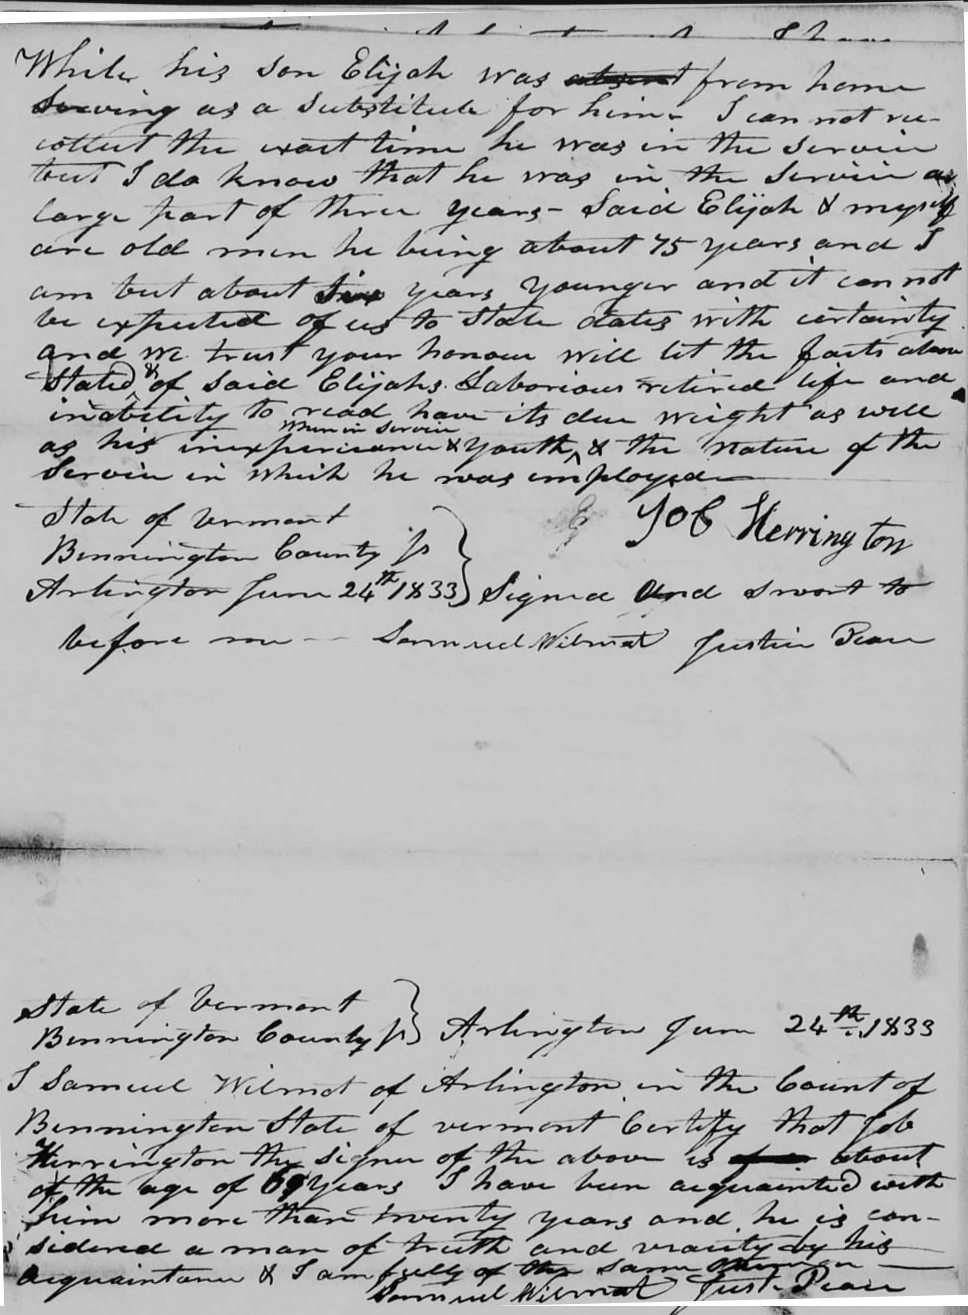 While his son Elijah was absent from home
serving as a Substitute for him - I can not re-
collect the exact time he was in the Service
but I do know that he was in the Service a
large part of three years - Said Elijah & myself
are old men he being about 75 years and I
am but about Six years younger and it can not
be expected of us to State dates with certainty
and we trust your honour will let the facts above
Stated & of Said Elijahs Laborious retired life and
inability to read have its due weight as well
as his inexperience & youth when in Service & the Nature of the
Service in which he was employed
Job Herrington
State of Vermont
Bennington County Ss
Arlington June 24th 1833 Signed And sworn to
before me - Samuel Wilmot Justice Peace
State of Vermont
Bennington County Ss Arlington June 24th 1833
I Samuel Wilmot of Arlington in the Count of
Bennington State of vermont Certify that Job
Herrington the signer of the above is about
of the age of 69 years I have been acquainted with
him more than twenty years and he is con-
sidered a man of truth and veracity by his
acquaintance & I am fully of the same
Samuel Wilmot Justice Peace